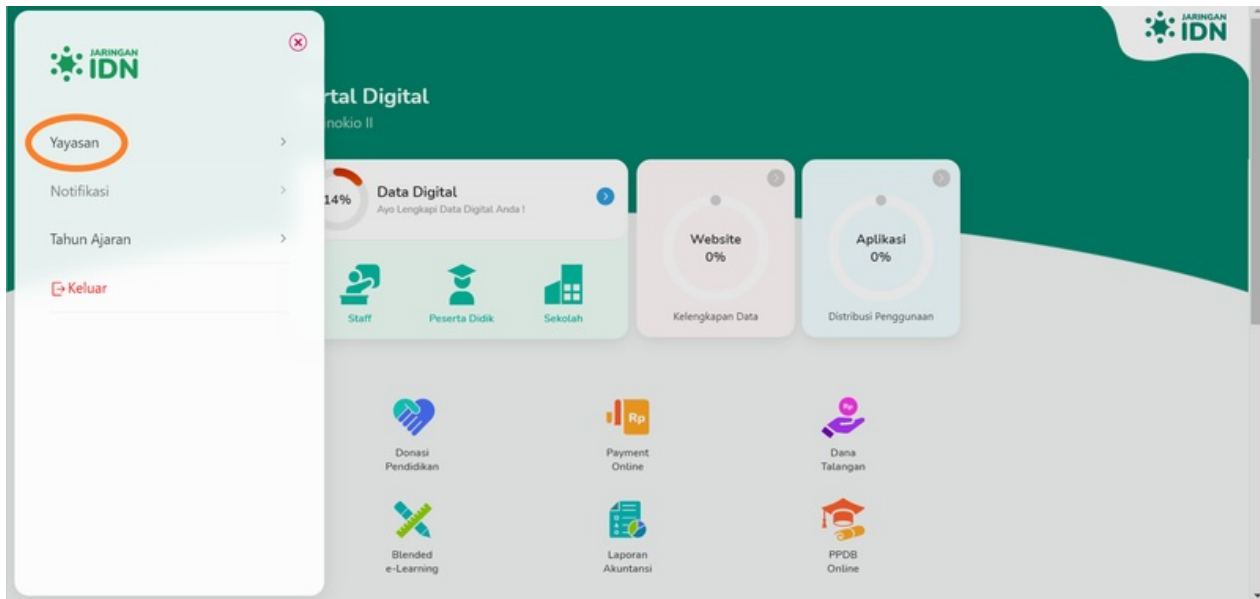 JARINGAN
IDN
Yayasan
Notifikasi
Tahun Ajaran
Keluar
JARINGAN
IDN
rtal Digital
nokio II
14%
Data Digital
Ayo Lengkapi Data Digital Anda !
Staff
Peserta Didik
Sekolah
Website
0%
Kelengkapan Data
Aplikasi
0%
Distribusi Penggunaan
Donasi
Pendidikan
Rp
Payment
Online
Rp
Dana
Talangan
Blended
e-Learning
Laporan
Akuntansi
PPDB
Online